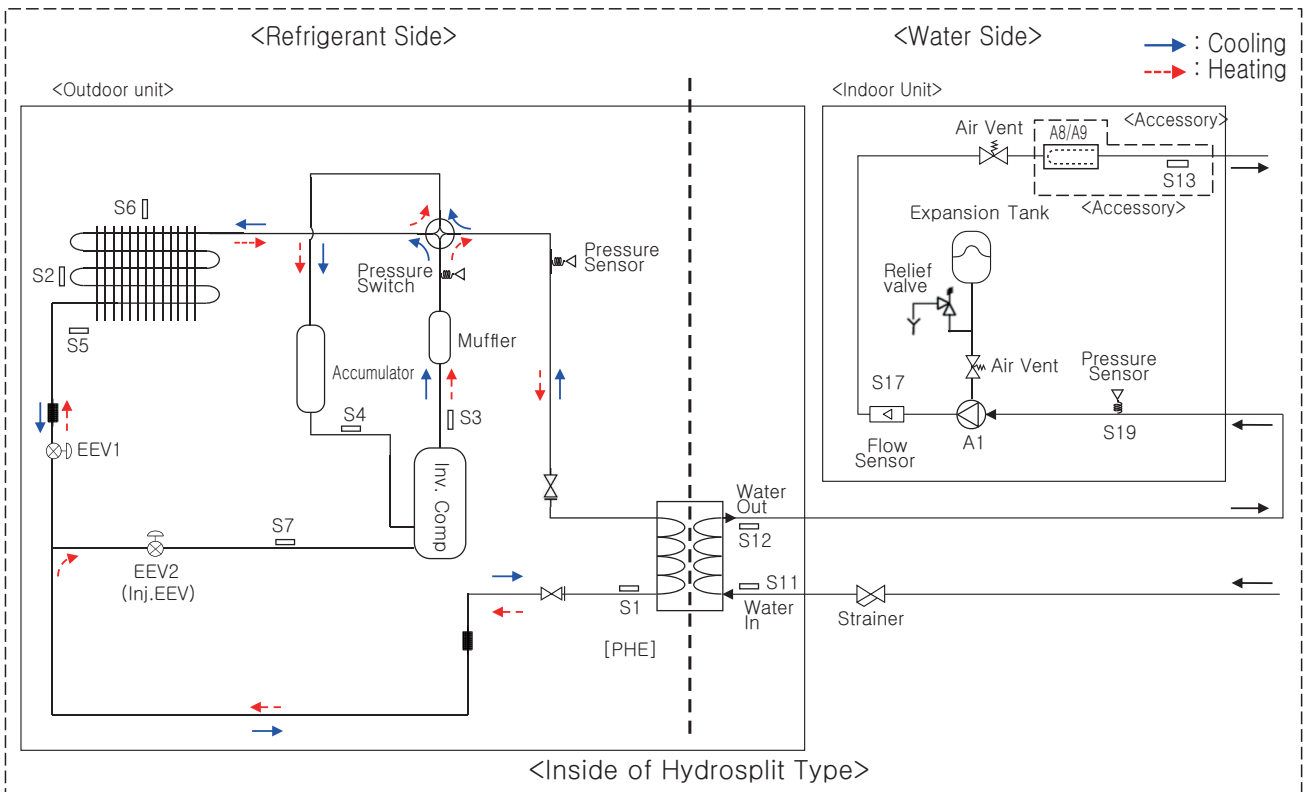 <Refrigerant Side>
<Water Side>
: Cooling
: Heating
<Outdoor unit>
<Indoor Unit>
<Accessory>
Air Vent
A8/A9
S13
<Accessory>
S6
S2
S5
Pressure
Switch
Pressure
Sensor
Muffler
Accumulator
S4
S3
Inv. Comp
EEV1
S7
EEV2
(Inj.EEV)
Expansion Tank
Relief
valve
Air Vent
Pressure
Sensor
S17
Flow
Sensor
A1
S19
Water
Out
S12
S11
Water
In
Strainer
S1
[PHE]
<Inside of Hydrosplit Type>